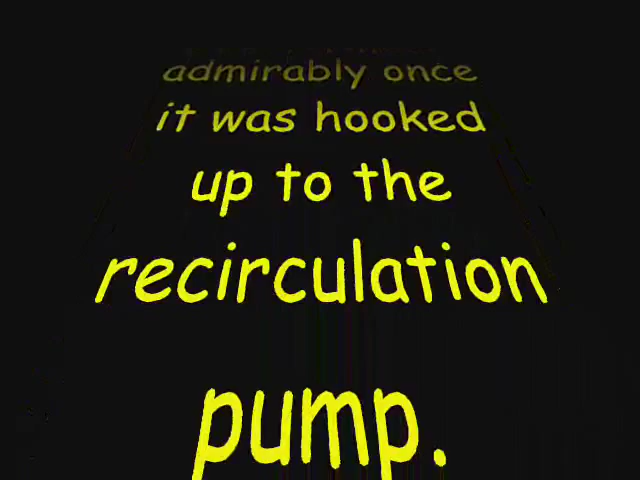 admirably once
it was hooked
up to the
recirculation
pump.